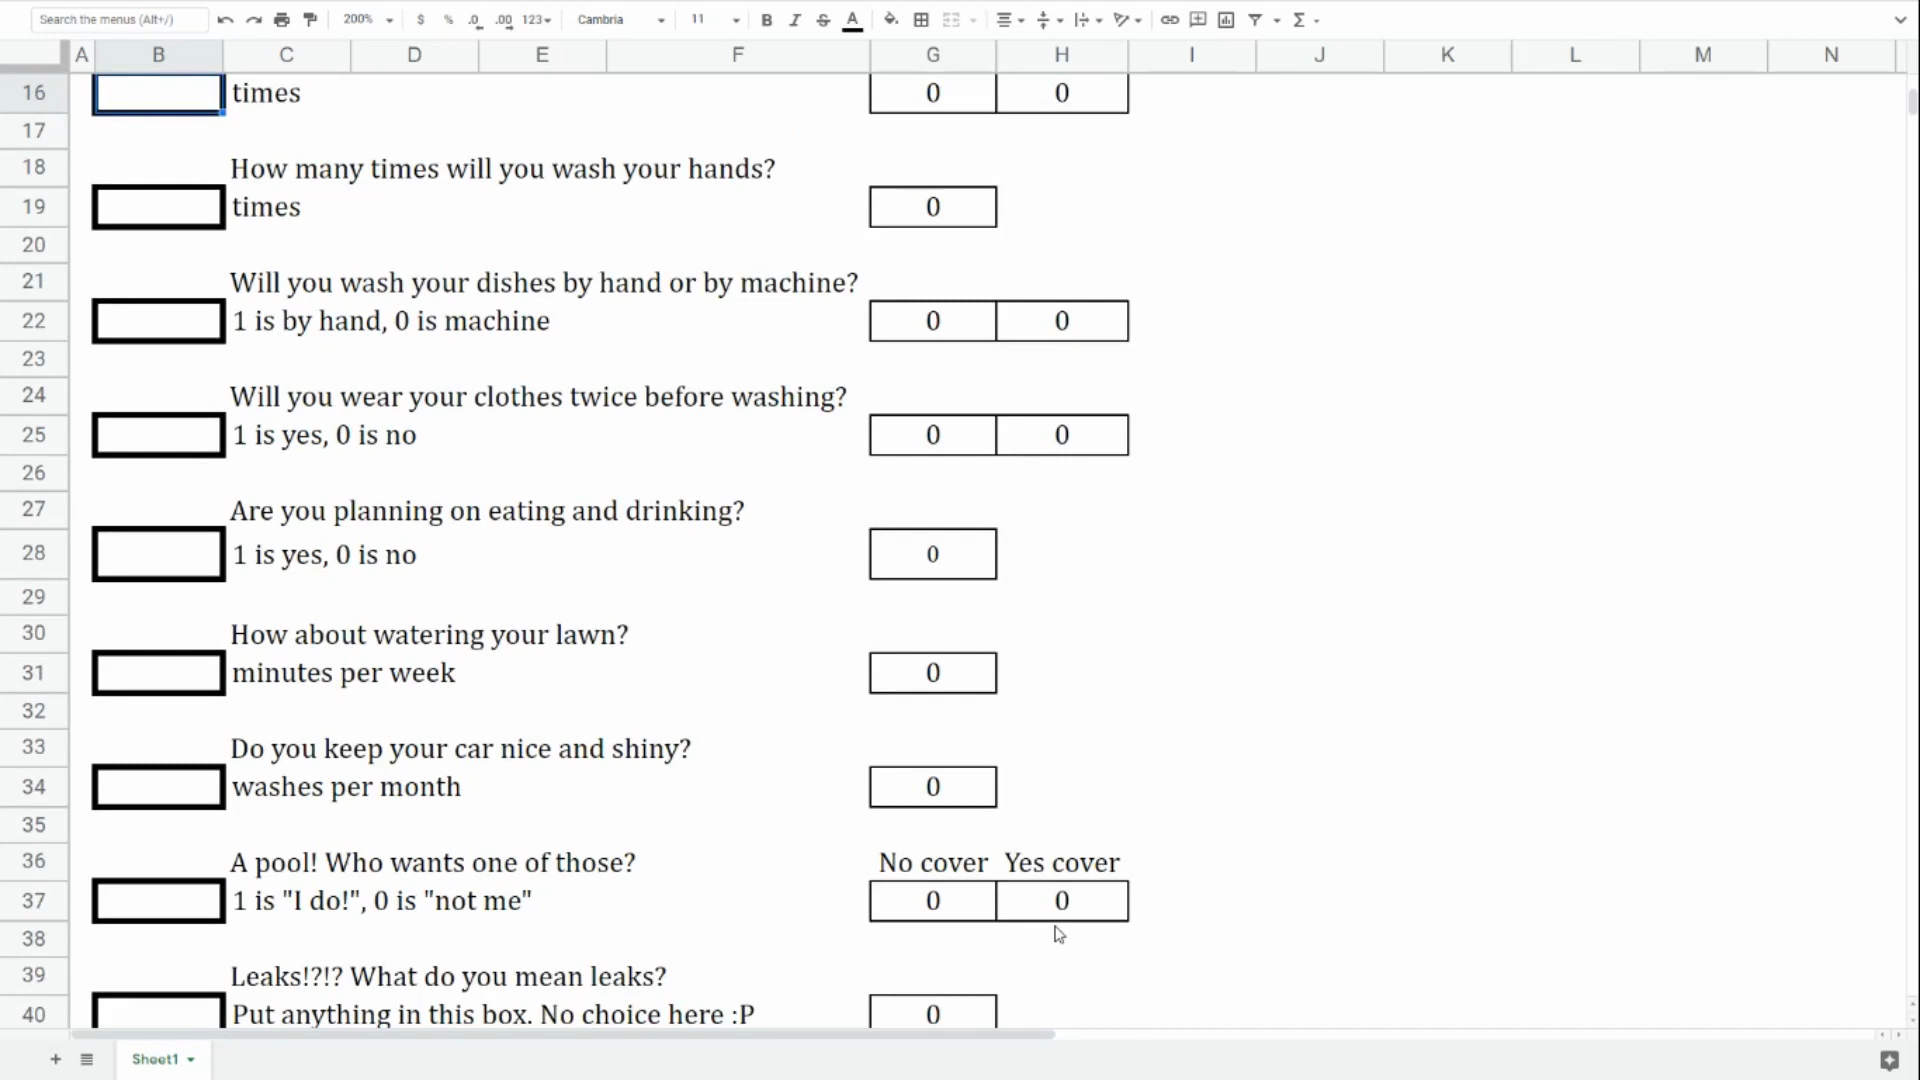 Search the menus (Alt+/) 200% $ % .0 .00 123 Cambria 11 B I S A Σ
A B C D E F G H I J K L M N
16 times 0 0
17
18 How many times will you wash your hands?
19 times 0
20
21 Will you wash your dishes by hand or by machine?
22 1 is by hand, 0 is machine 0 0
23
24 Will you wear your clothes twice before washing?
25 1 is yes, 0 is no 0 0
26
27 Are you planning on eating and drinking?
28 1 is yes, 0 is no 0
29
30 How about watering your lawn?
31 minutes per week 0
32
33 Do you keep your car nice and shiny?
34 washes per month 0
35
36 A pool! Who wants one of those? No cover Yes cover
37 1 is "I do!", 0 is "not me" 0 0
38
39 Leaks!?!? What do you mean leaks?
40 Put anything in this box. No choice here :P 0
+ Sheet1